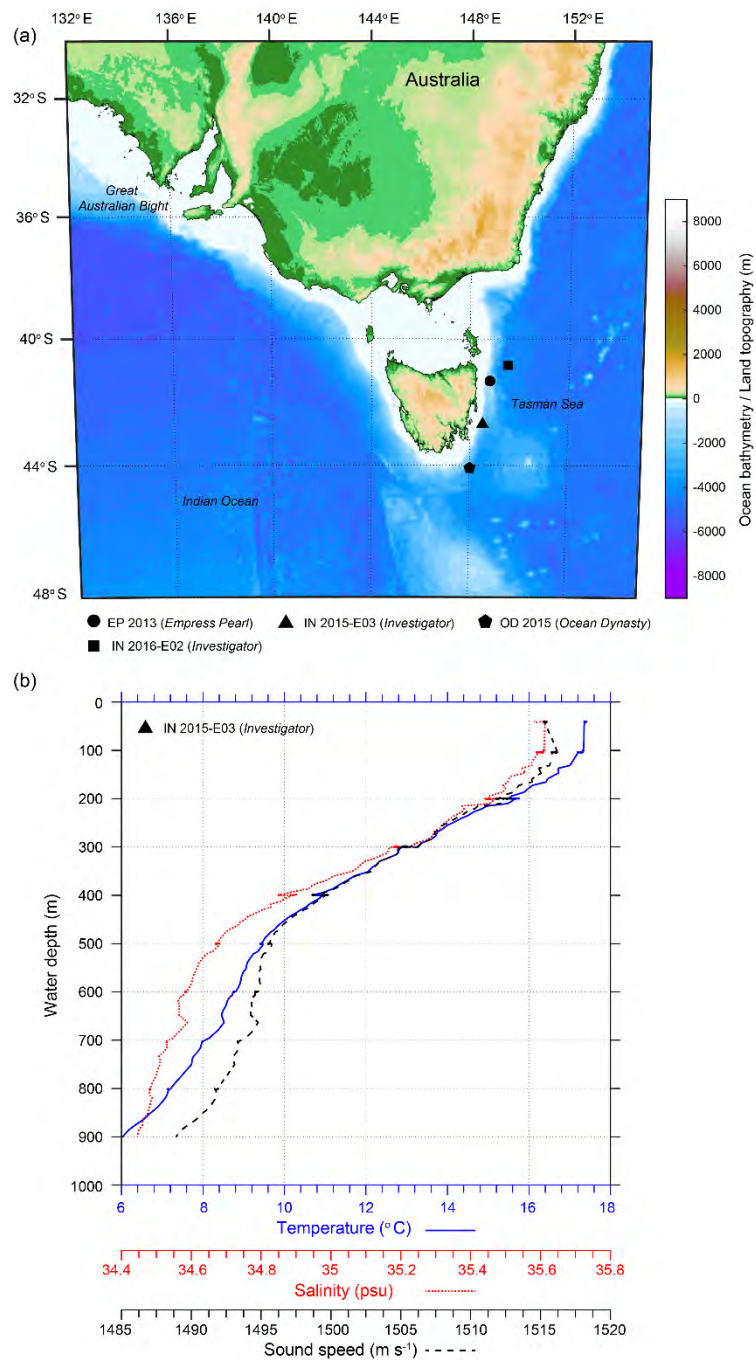 132°E 136°E 140°E 144°E 148°E 152°E
(a)
Australia
32°S
Great
Australian Bight
36°S
40°S
Tasman Sea
44°S
Indian Ocean
48°S
8000
6000
4000
2000
0
-2000
-4000
-6000
-8000
Ocean bathymetry / Land topography (m)
EP 2013 (Empress Pearl) IN 2015-E03 (Investigator) OD 2015 (Ocean Dynasty)
IN 2016-E02 (Investigator)
(b)
0
IN 2015-E03 (Investigator)
100
200
300
400
500
600
700
800
900
1000
Water depth (m)
6 8 10 12 14 16 18
Temperature (°C)
34.4 34.6 34.8 35 35.2 35.4 35.6 35.8
Salinity (psu)
1485 1490 1495 1500 1505 1510 1515 1520
Sound speed (m s⁻¹)